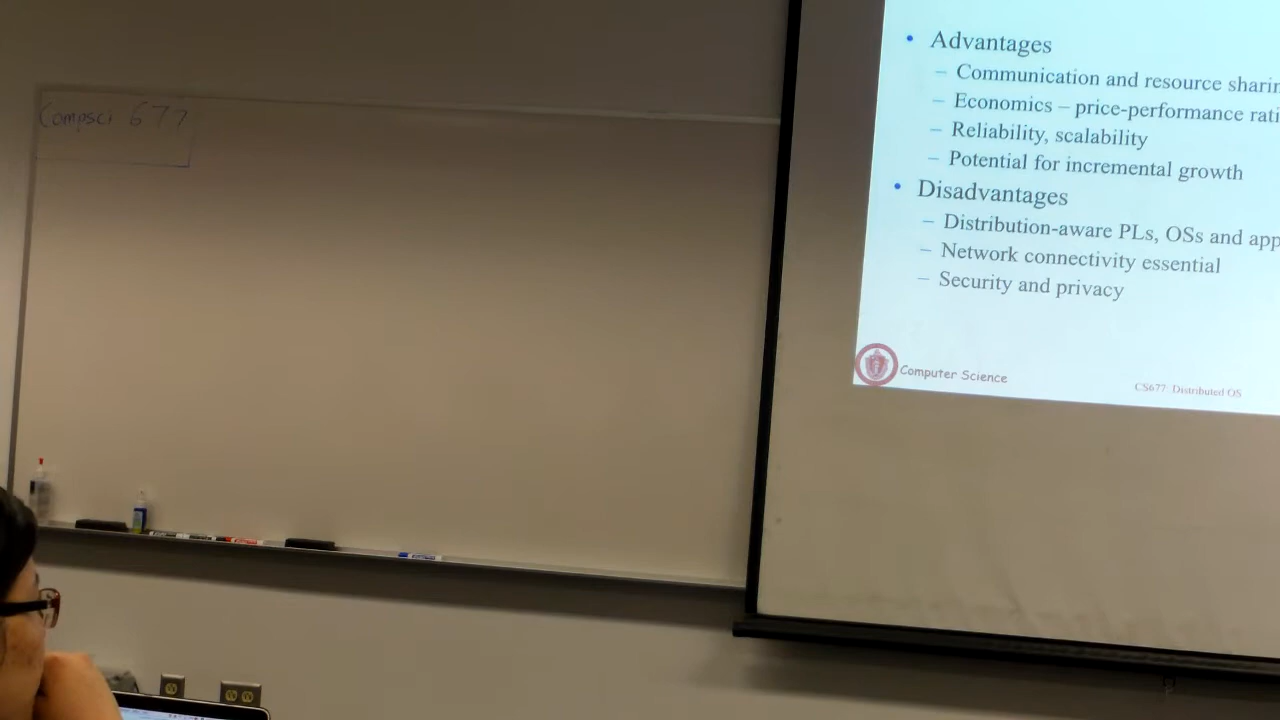 Compsci 677
• Advantages
– Communication and resource sharin
– Economics – price-performance rati
– Reliability, scalability
– Potential for incremental growth
• Disadvantages
– Distribution-aware PLs, OSs and app
– Network connectivity essential
– Security and privacy
Computer Science
CS677: Distributed OS